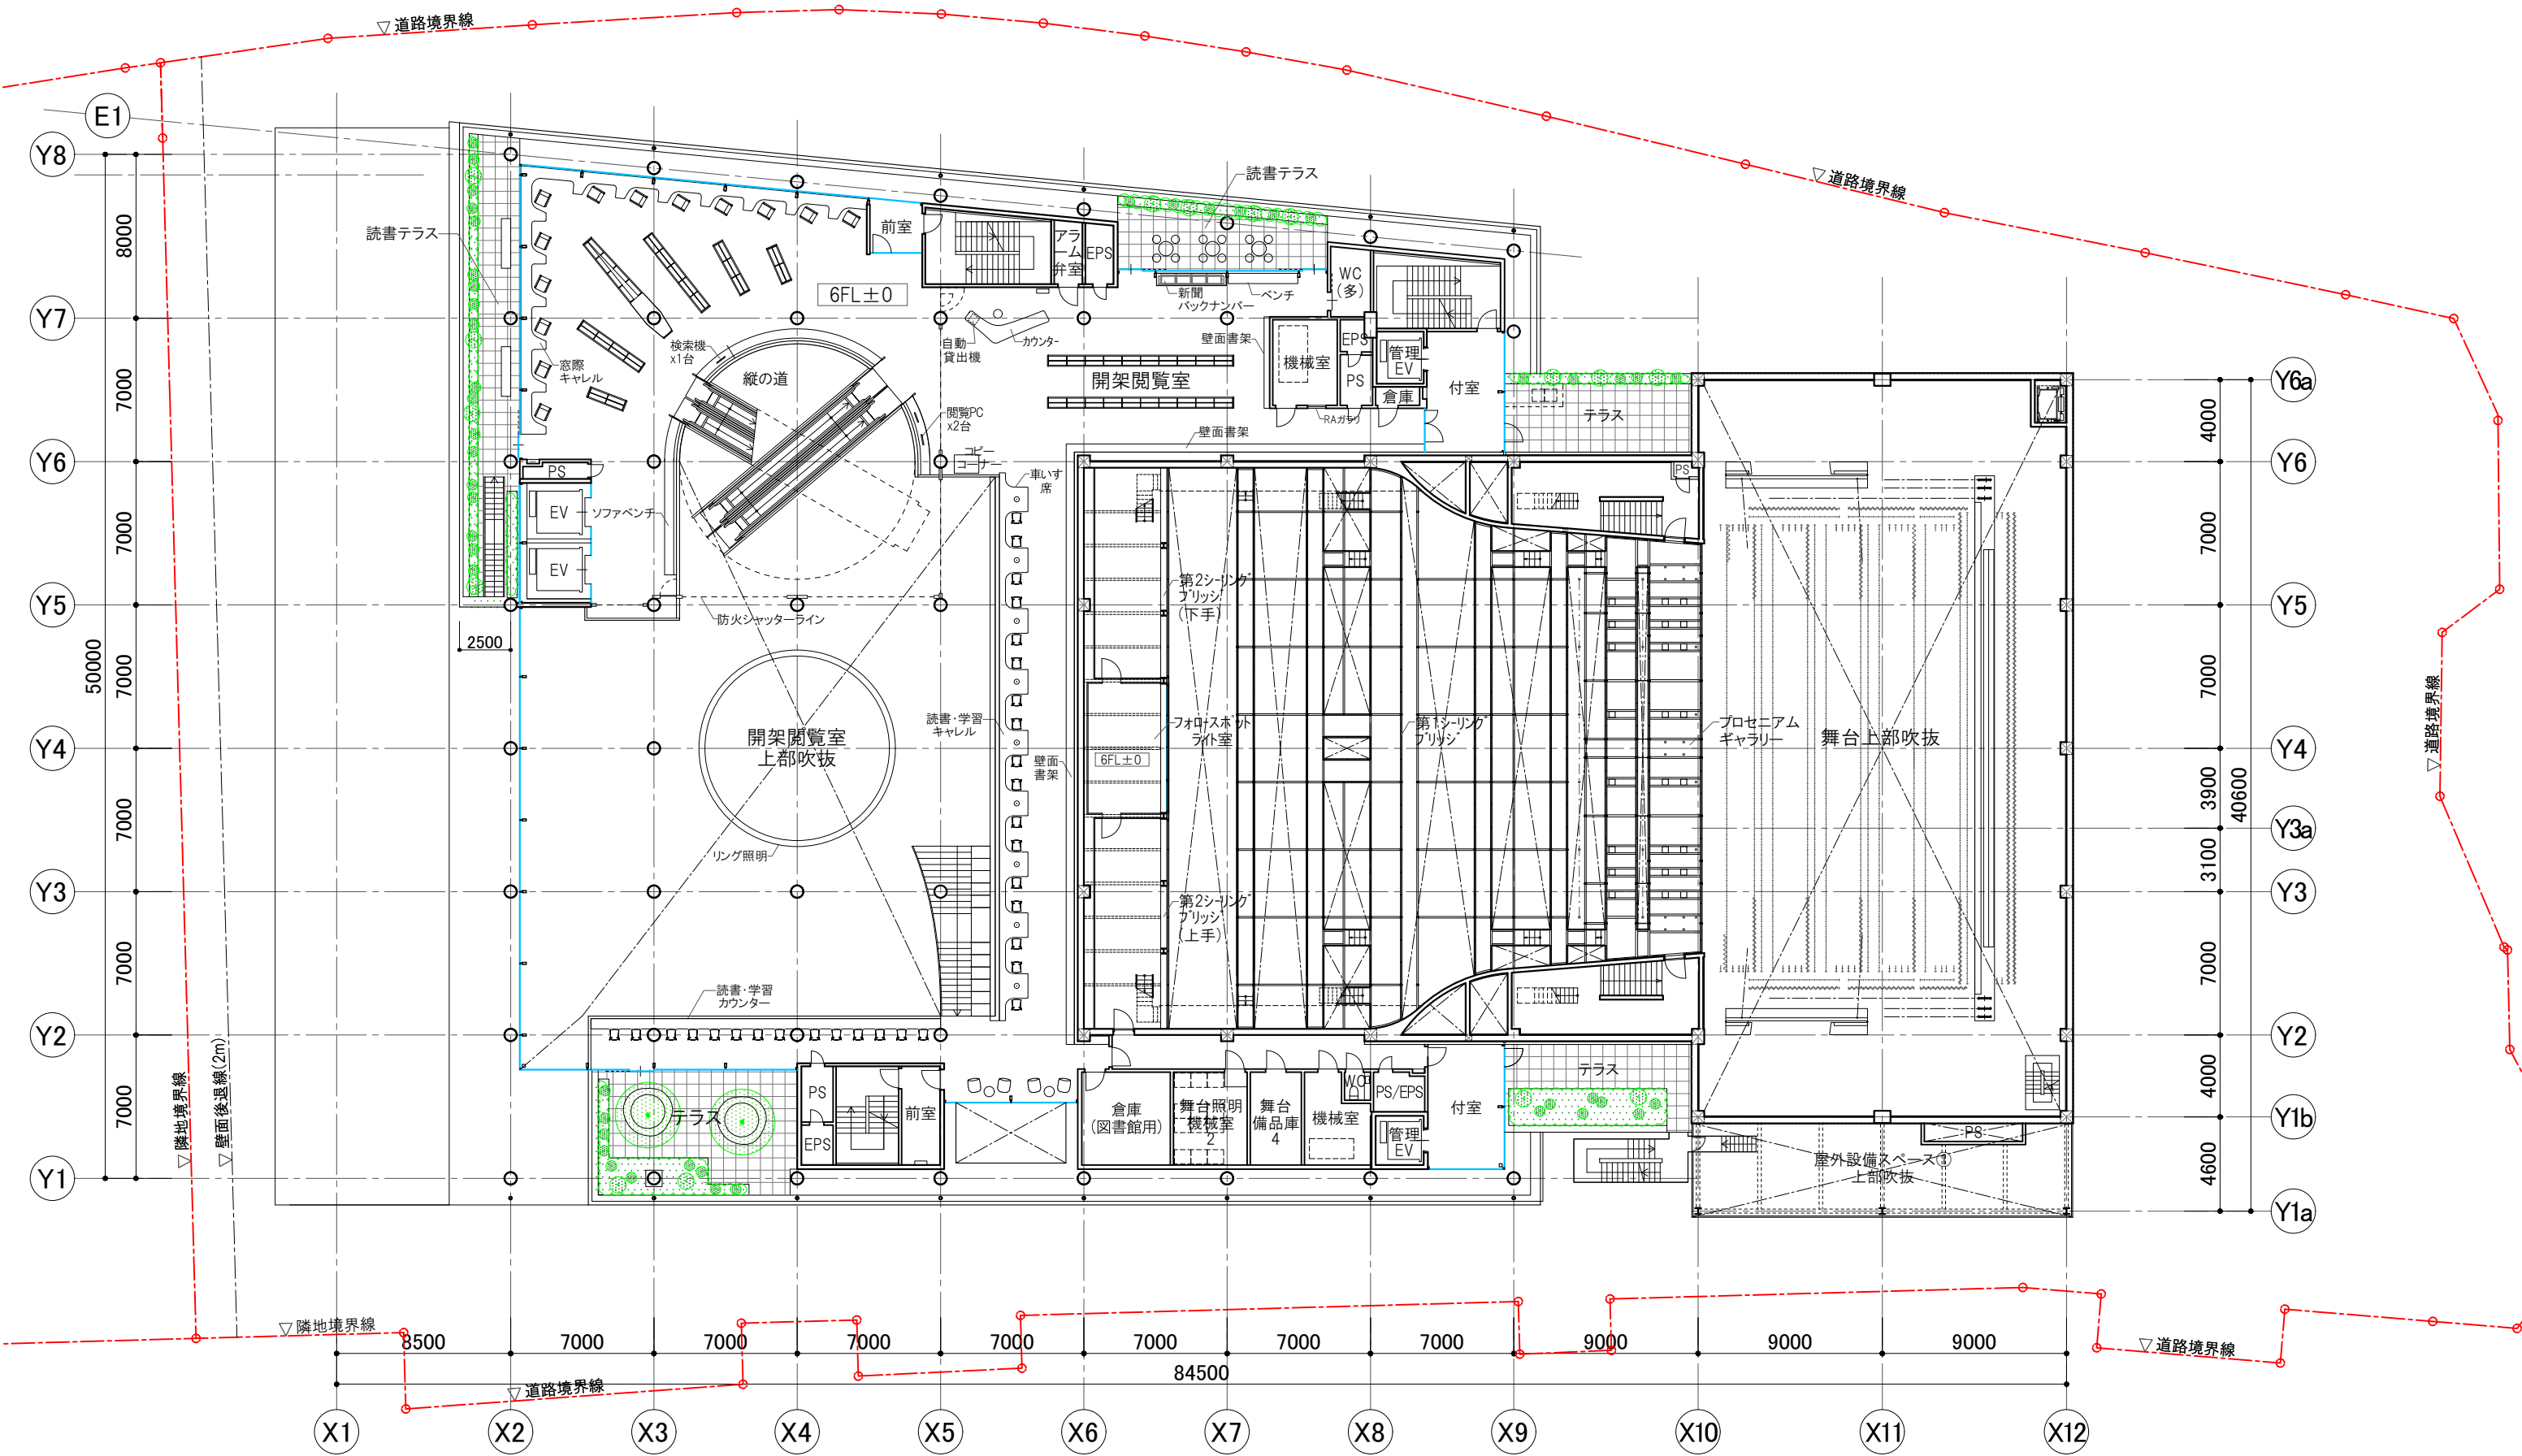 ▽道路境界線
E1
Y8
▽道路境界線
読書テラス
前室
アラ
ーム
弁室
EPS
読書テラス
8000
WC
(多)
6FL±0
新聞
バックナンバー
ベンチ
Y7
自動
貸出機
カウンター
検索機
x1台
壁面書架
EPS
管理
EV
機械室
窓際
キャレル
縦の道
開架閲覧室
PS
付室
倉庫
Y6a
7000
閲覧PC
x2台
RAガラリ
テラス
4000
壁面書架
Y6
コピー
コーナー
Y6
PS
車いす
席
PS
EV
ソファベンチ
7000
7000
EV
第2シーリング
ブリッジ
(下手)
Y5
防火シャッターライン
Y5
2500
50000
7000
7000
▽道路境界線
読書・学習
キャレル
フォロースポット
ライト室
第1シーリング
ブリッジ
プロセニアム
ギャラリー
舞台上部吹抜
Y4
開架閲覧室
上部吹抜
壁面
書架
6FL±0
Y4
7000
3900
40600
Y3a
リング照明
3100
Y3
第2シーリング
ブリッジ
(上手)
Y3
7000
7000
読書・学習
カウンター
Y2
Y2
▽隣地境界線
▽壁面後退線(2m)
7000
テラス
PS
前室
EPS
倉庫
(図書館用)
舞台照明
機械室
2
舞台
備品庫
4
機械室
WC
PS/EPS
管理
EV
付室
テラス
4000
Y1b
PS
屋外設備スペース③
上部吹抜
4600
Y1
Y1a
▽隣地境界線
8500
7000
7000
7000
7000
7000
7000
7000
9000
9000
9000
▽道路境界線
84500
▽道路境界線
X1
X2
X3
X4
X5
X6
X7
X8
X9
X10
X11
X12